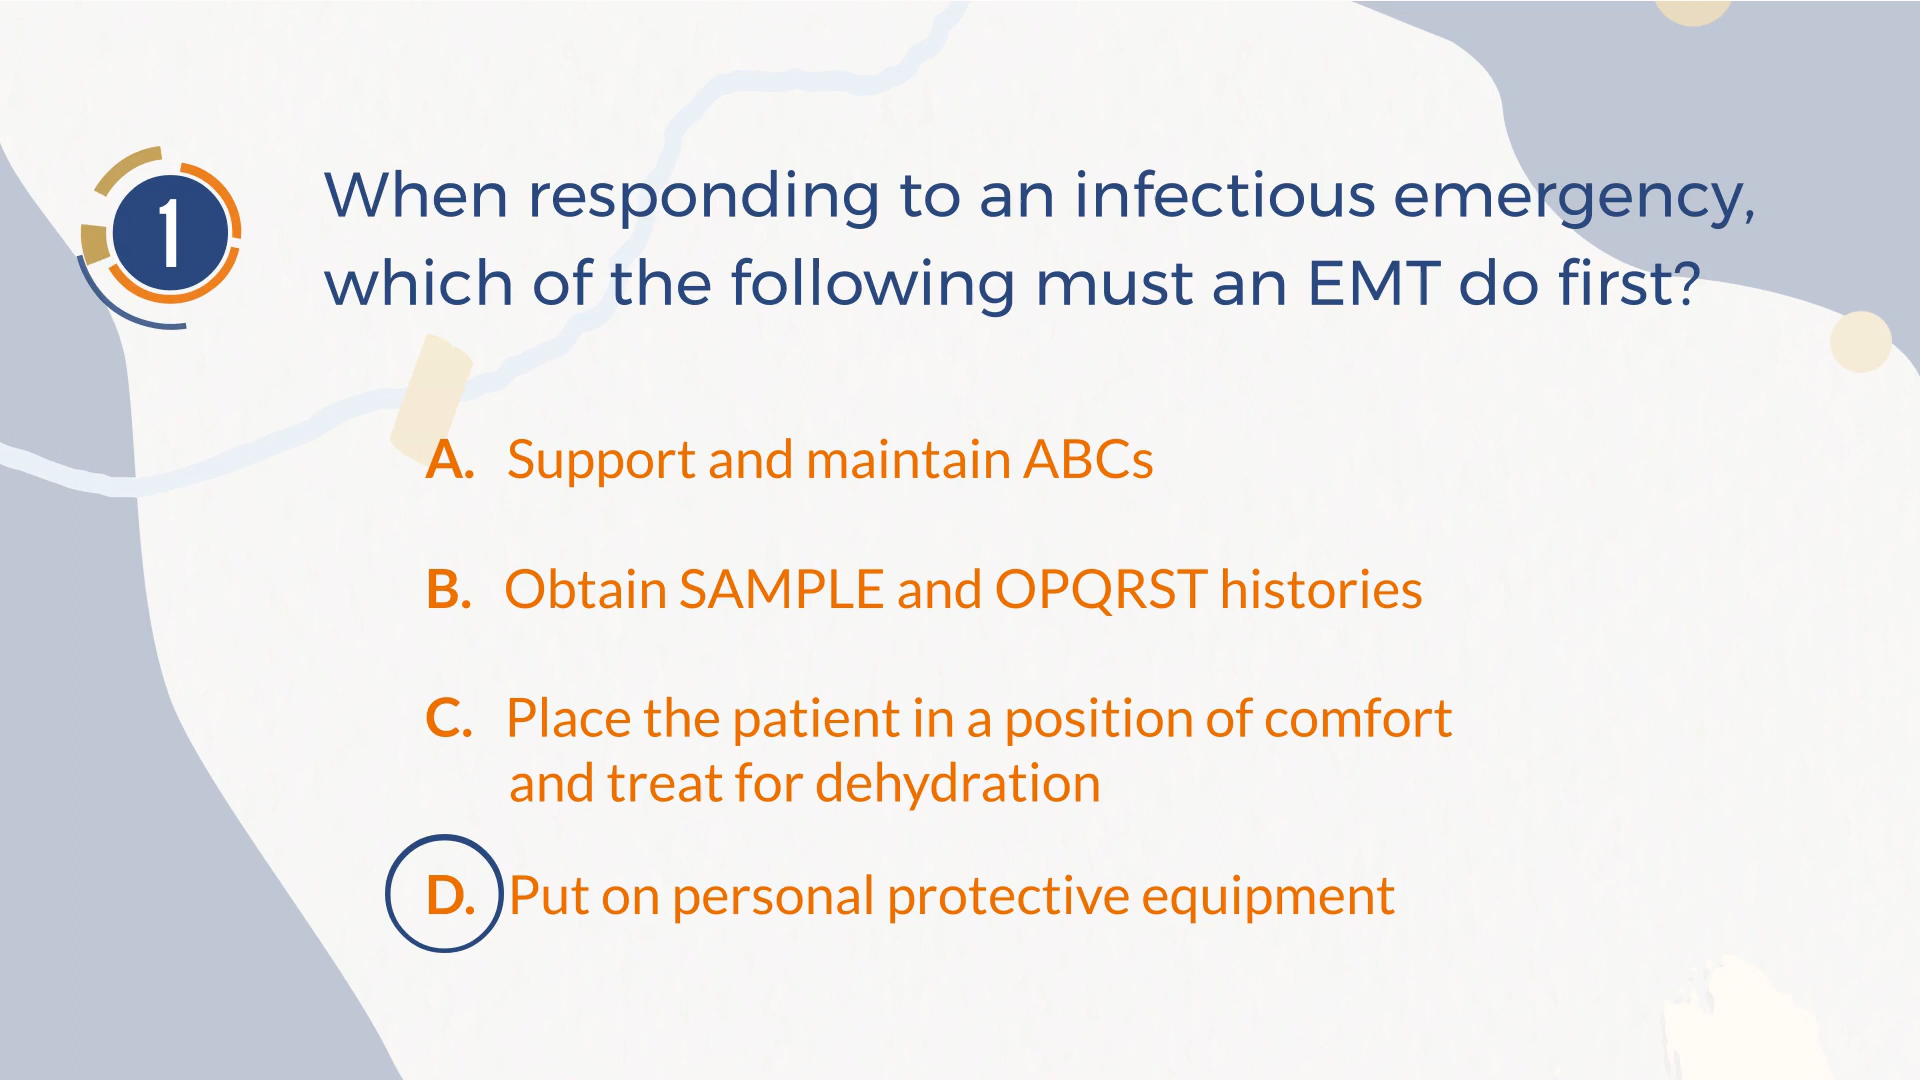 1
When responding to an infectious emergency,
which of the following must an EMT do first?
A. Support and maintain ABCs
B. Obtain SAMPLE and OPQRST histories
C. Place the patient in a position of comfort
and treat for dehydration
D. Put on personal protective equipment